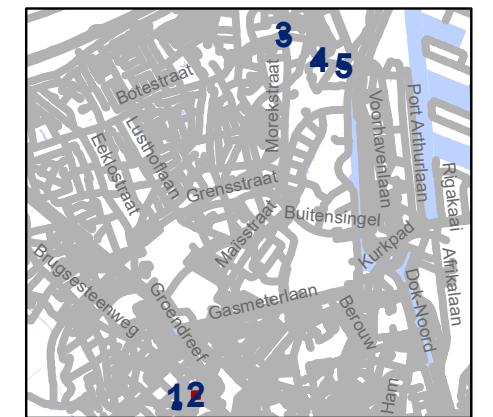 3
4 5
Botestraat
Morekstraat
Port Arthurlaan
Voorhavenlaan
Lusthoflaan
Eeklostraat
Grensstraat
Rigakaai
Buitensingel
Maïsstraat
Kurkpad
Brugsesteenweg
Afrikalaan
Groendreef
Gasmeterlaan
Dok-Noord
Berouw
Ham
1 2